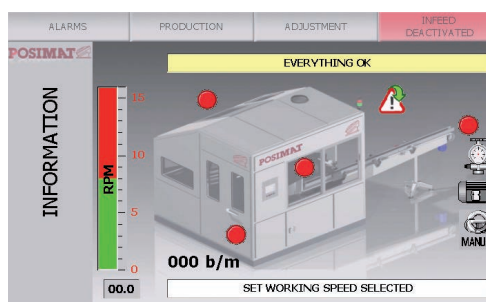 ALARMS
PRODUCTION
ADJUSTMENT
INFEED
DEACTIVATED
POSIMAT
EVERYTHING OK
INFORMATION
RPM
15
10
5
0
POSIMAT
000 b/m
MANU
00.0
SET WORKING SPEED SELECTED